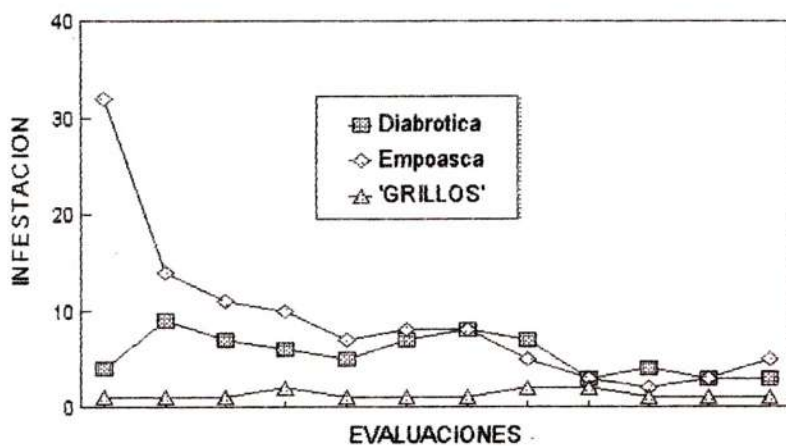 40
30
20
10
0
INFESTACION
Diabrotica
Empoasca
'GRILLOS'
EVALUACIONES